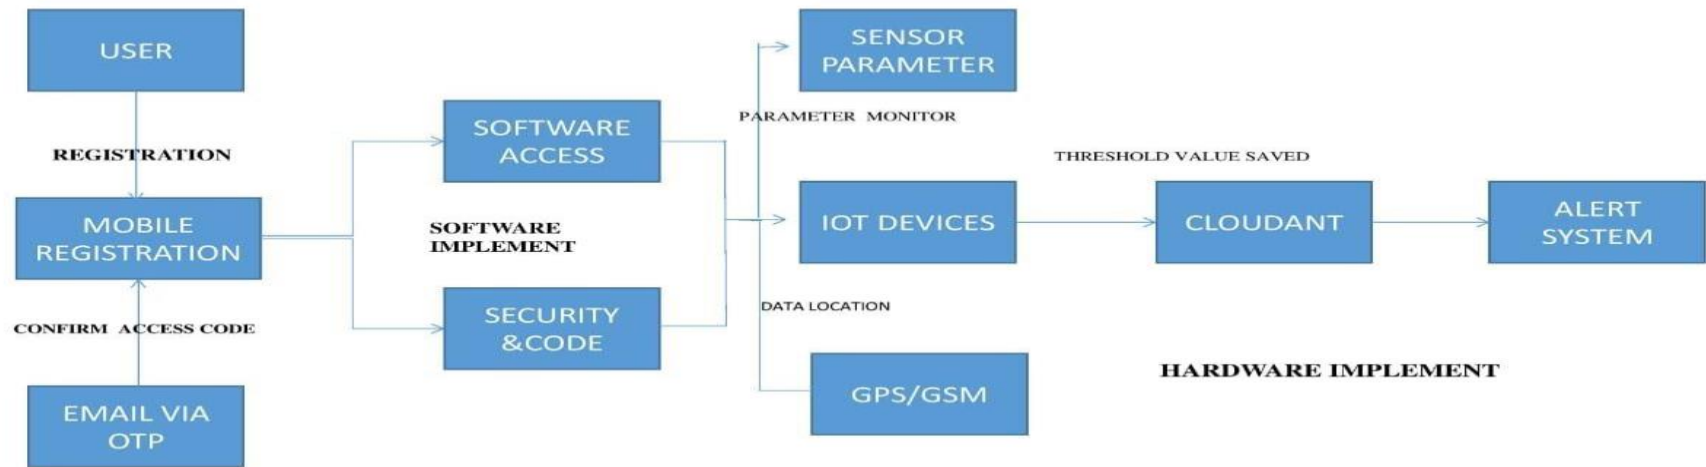 USER
REGISTRATION
MOBILE
REGISTRATION
CONFIRM ACCESS CODE
EMAIL VIA
OTP
SOFTWARE
ACCESS
SOFTWARE
IMPLEMENT
SECURITY
&CODE
SENSOR
PARAMETER
PARAMETER MONITOR
IOT DEVICES
DATA LOCATION
GPS/GSM
THRESHOLD VALUE SAVED
CLOUDANT
ALERT
SYSTEM
HARDWARE IMPLEMENT